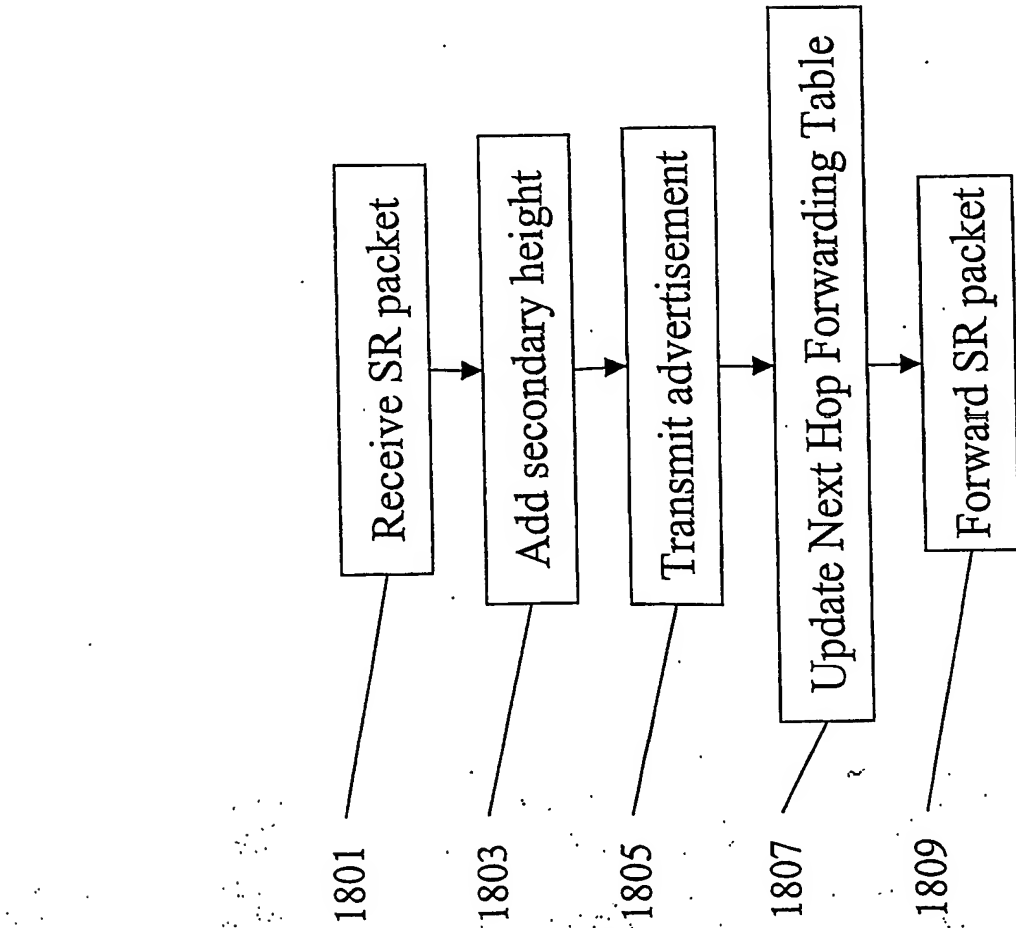 1801
Receive SR packet
1803
Add secondary height
1805
Transmit advertisement
1807
Update Next Hop Forwarding Table
1809
Forward SR packet